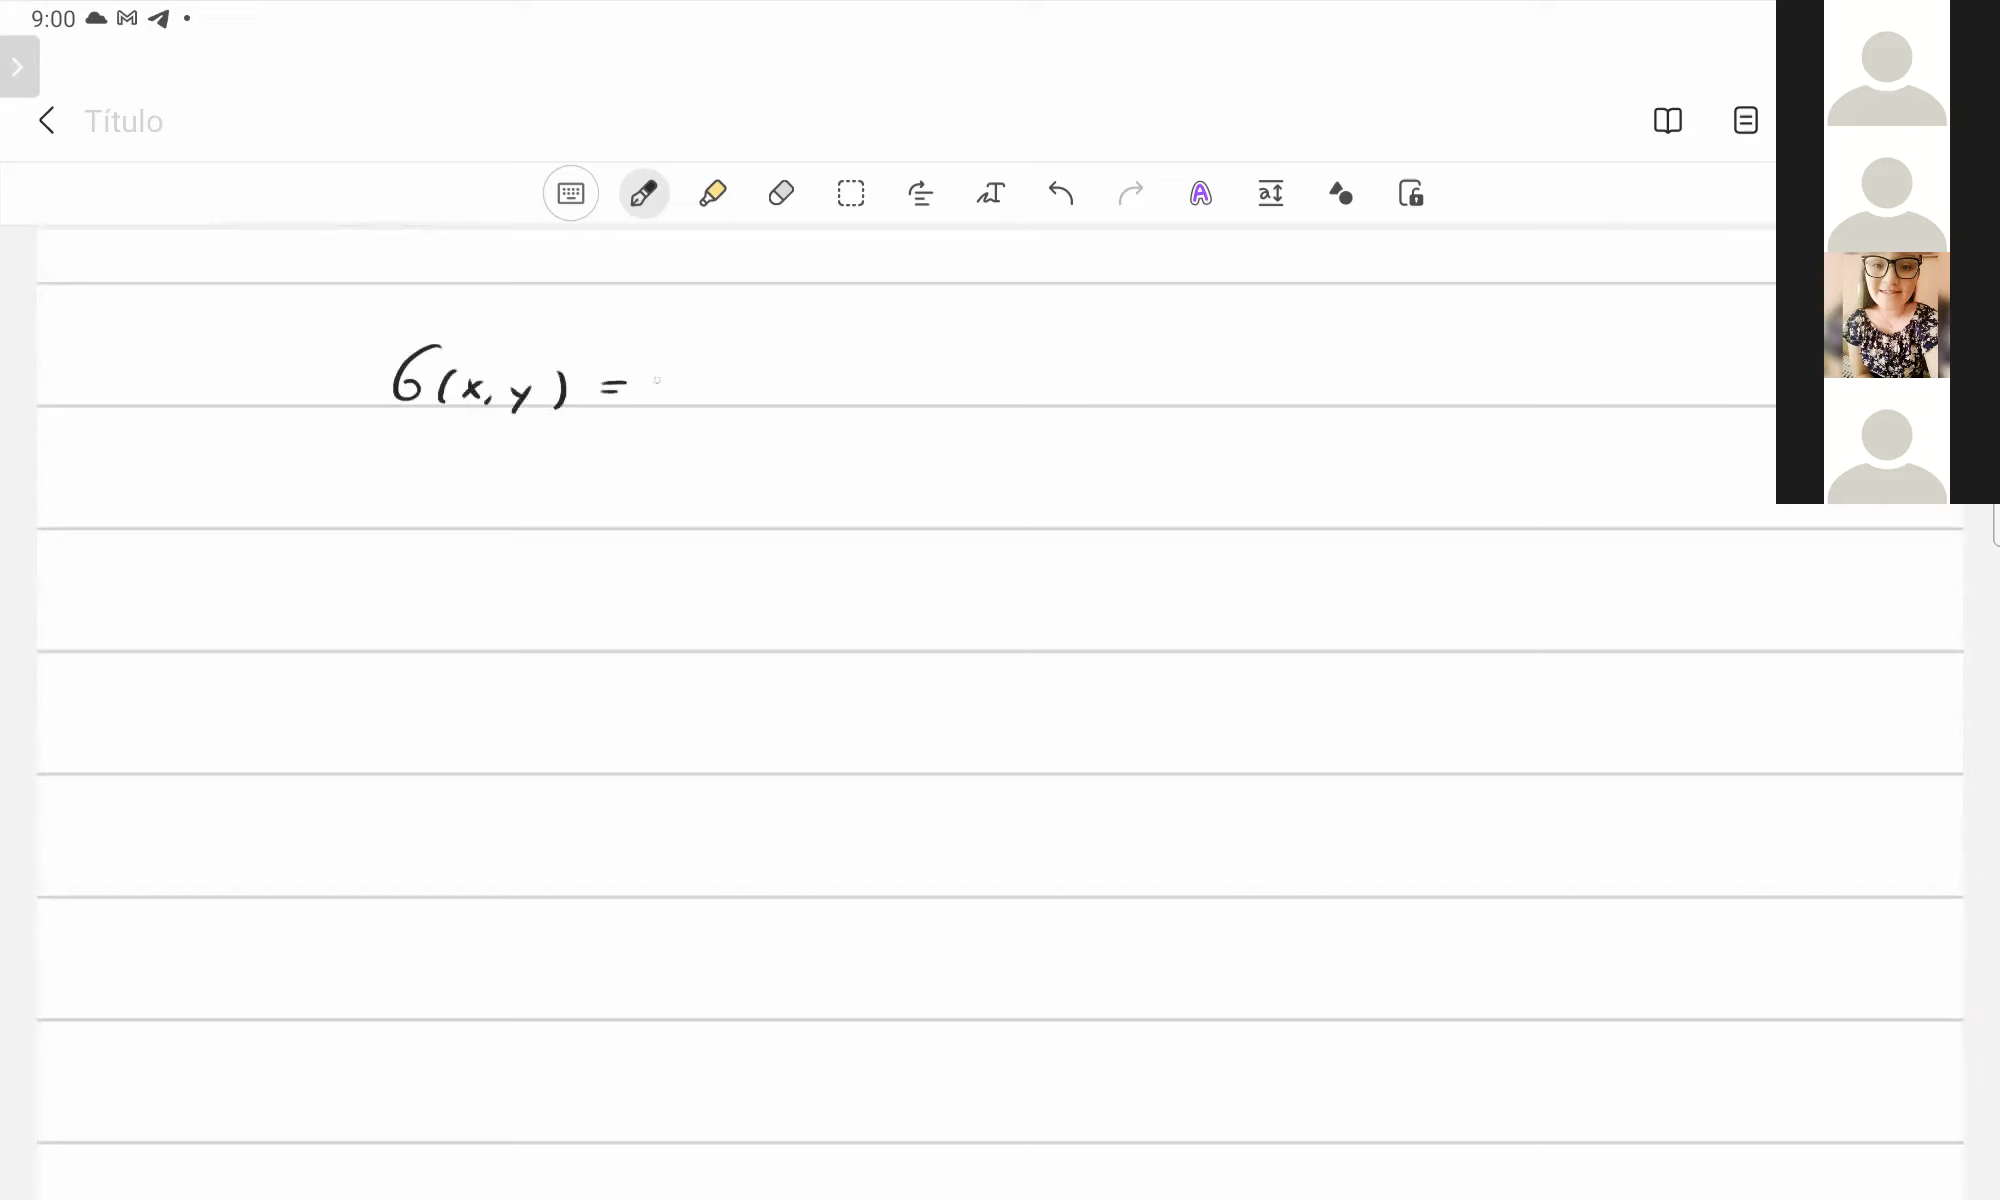 9:00
Título
G(x, y) =